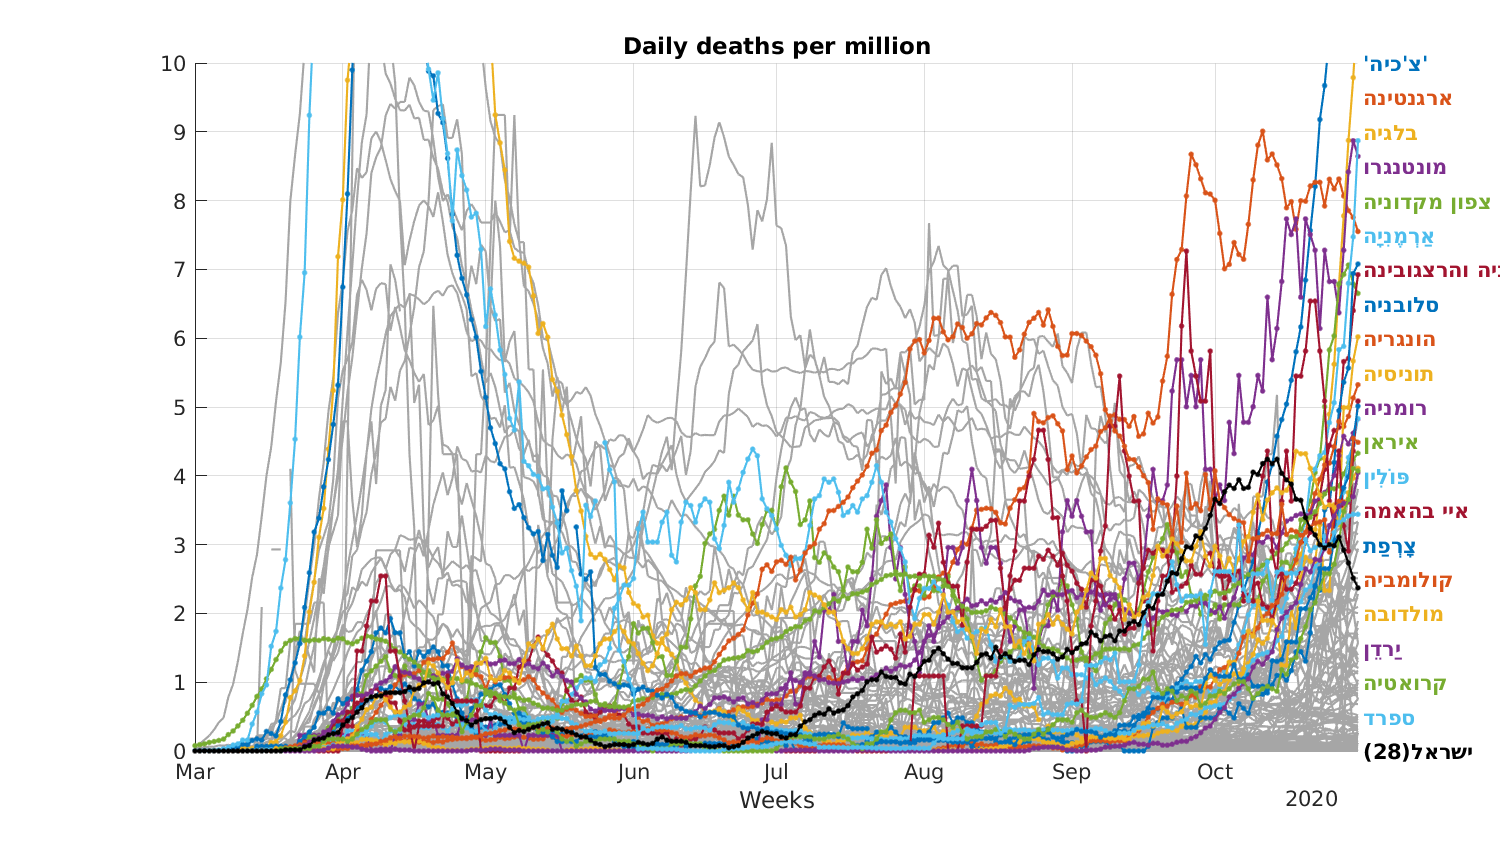 Daily deaths per million
10
9
8
7
6
5
4
3
2
1
0
Mar Apr May Jun Jul Aug Sep Oct
Weeks
2020
'צ'כיה'
ארגנטינה
בלגיה
מונטנגרו
צפון מקדוניה
אַרְמֶנִיָה
והרצגובינה
סלובניה
הונגריה
תוניסיה
רומניה
איראן
פּוֹלִין
איי בהאמה
צָרְפַת
קולומביה
מולדובה
יַרדֵן
קרואטיה
ספרד
ישראל(28)